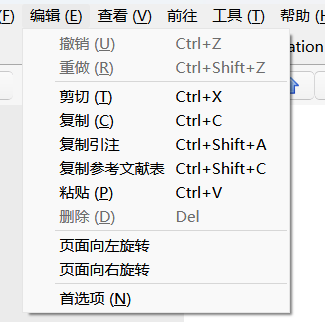 (F) 编辑 (E) 查看 (V) 前往 工具 (T) 帮助 (H
撤销 (U) Ctrl+Z
ation
重做 (R) Ctrl+Shift+Z
剪切 (T) Ctrl+X
复制 (C) Ctrl+C
复制引注 Ctrl+Shift+A
复制参考文献表 Ctrl+Shift+C
粘贴 (P) Ctrl+V
删除 (D) Del
页面向左旋转
页面向右旋转
首选项 (N)